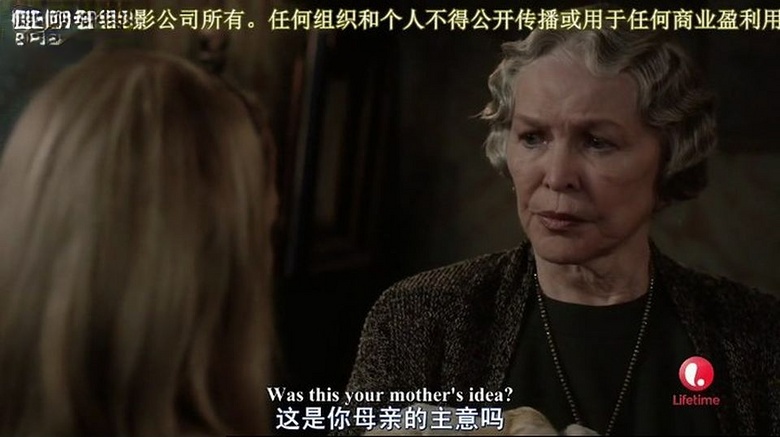 影公司所有。任何组织和个人不得公开传播或用于任何商业盈利用
Was this your mother's idea?
这是你母亲的主意吗
Lifetime